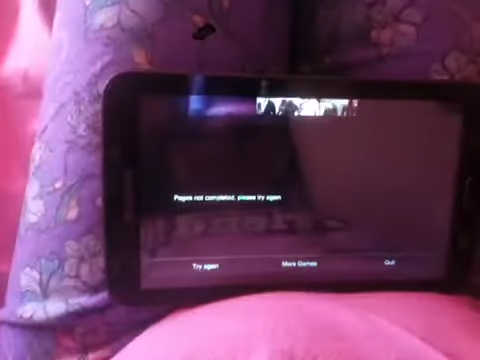 Pages not completed, please try again
Try again More Games Quit